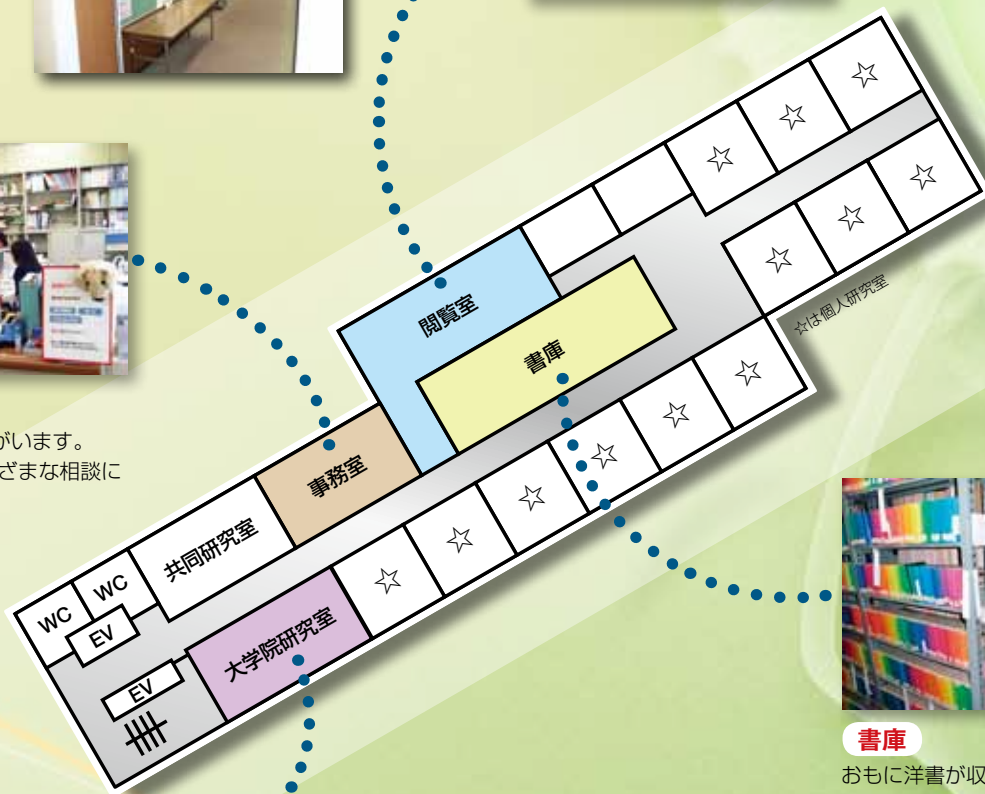 ☆
☆
☆
☆
☆
☆
☆は個人研究室
閲覧室
書庫
☆
☆
☆
☆
☆
☆
事務室
共同研究室
WC
WC
EV
EV
大学院研究室
がいます。
ざまな相談に
書庫
おもに洋書が収